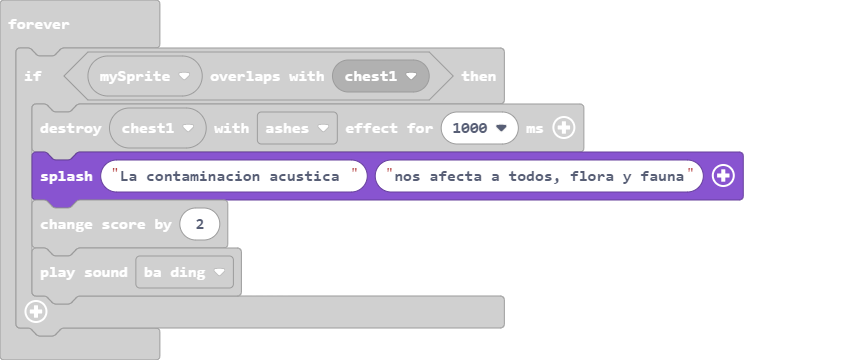 forever
if mySprite overlaps with chest1 then
destroy chest1 with ashes effect for 1000 ms
splash "La contaminacion acustica " "nos afecta a todos, flora y fauna"
change score by 2
play sound ba ding